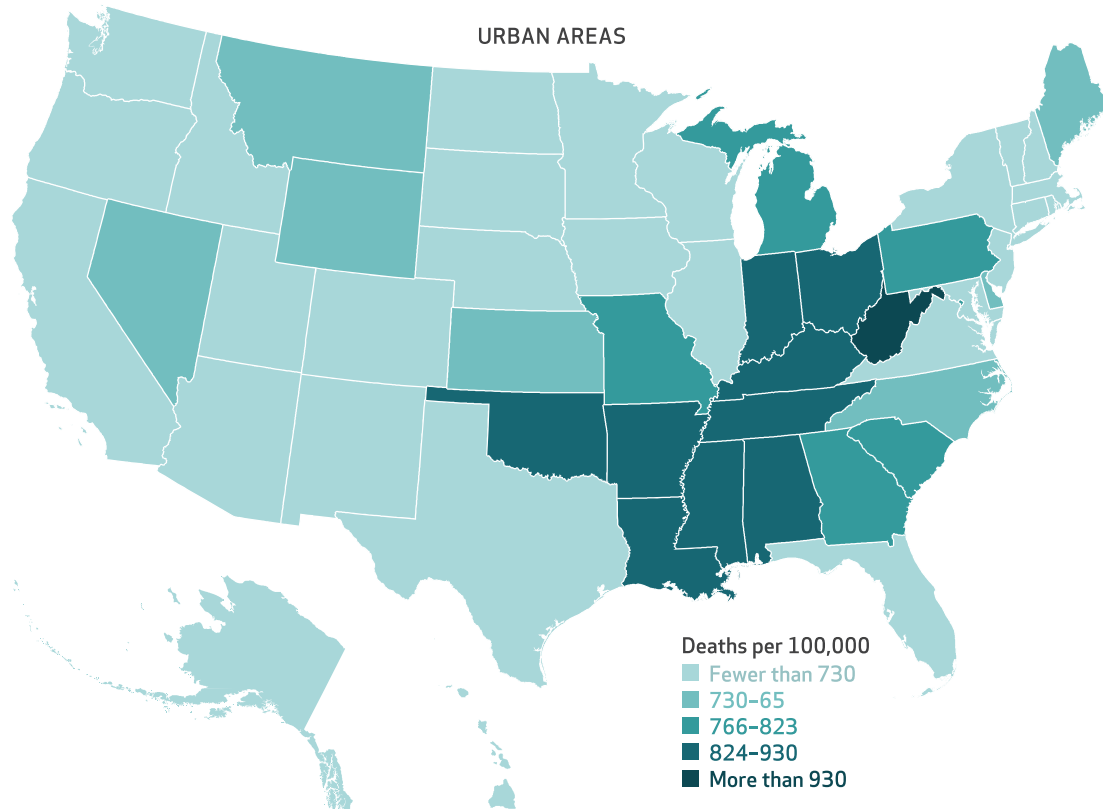 URBAN AREAS
Deaths per 100,000
Fewer than 730
730–65
766–823
824–930
More than 930